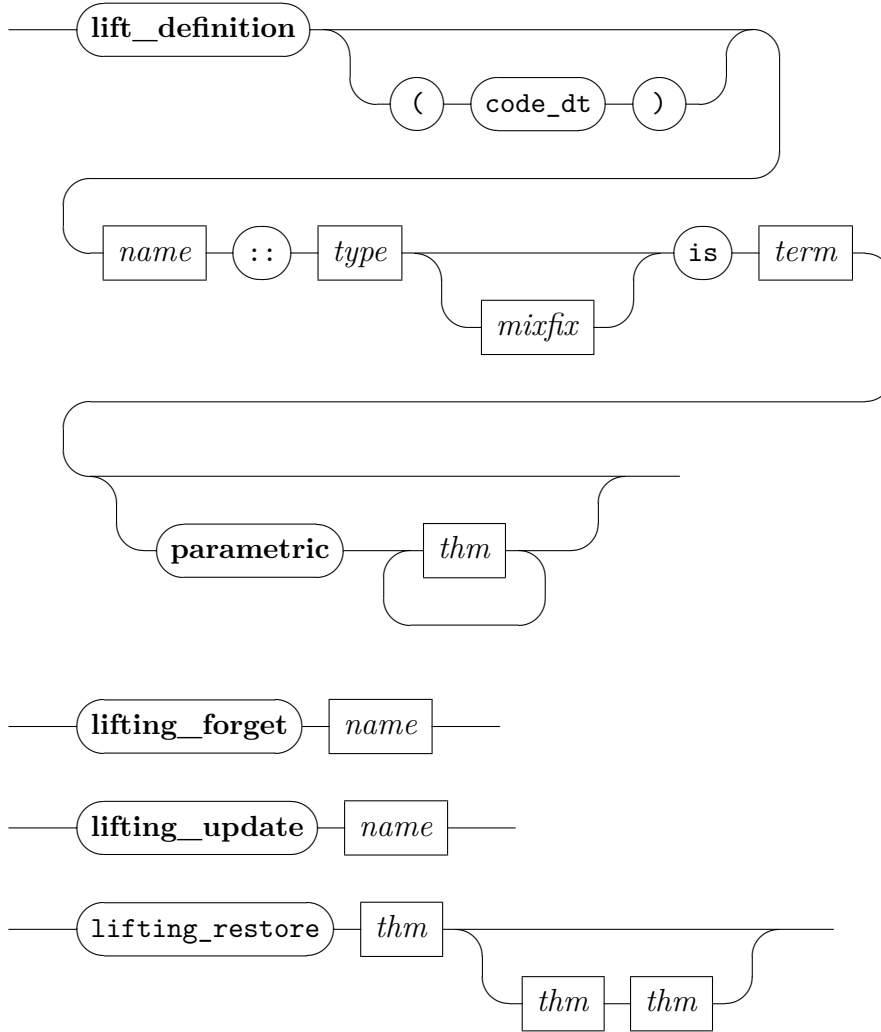 lift_definition
( code_dt )
name :: type is term
mixfix
parametric thm
lifting_forget name
lifting_update name
lifting_restore thm
thm thm